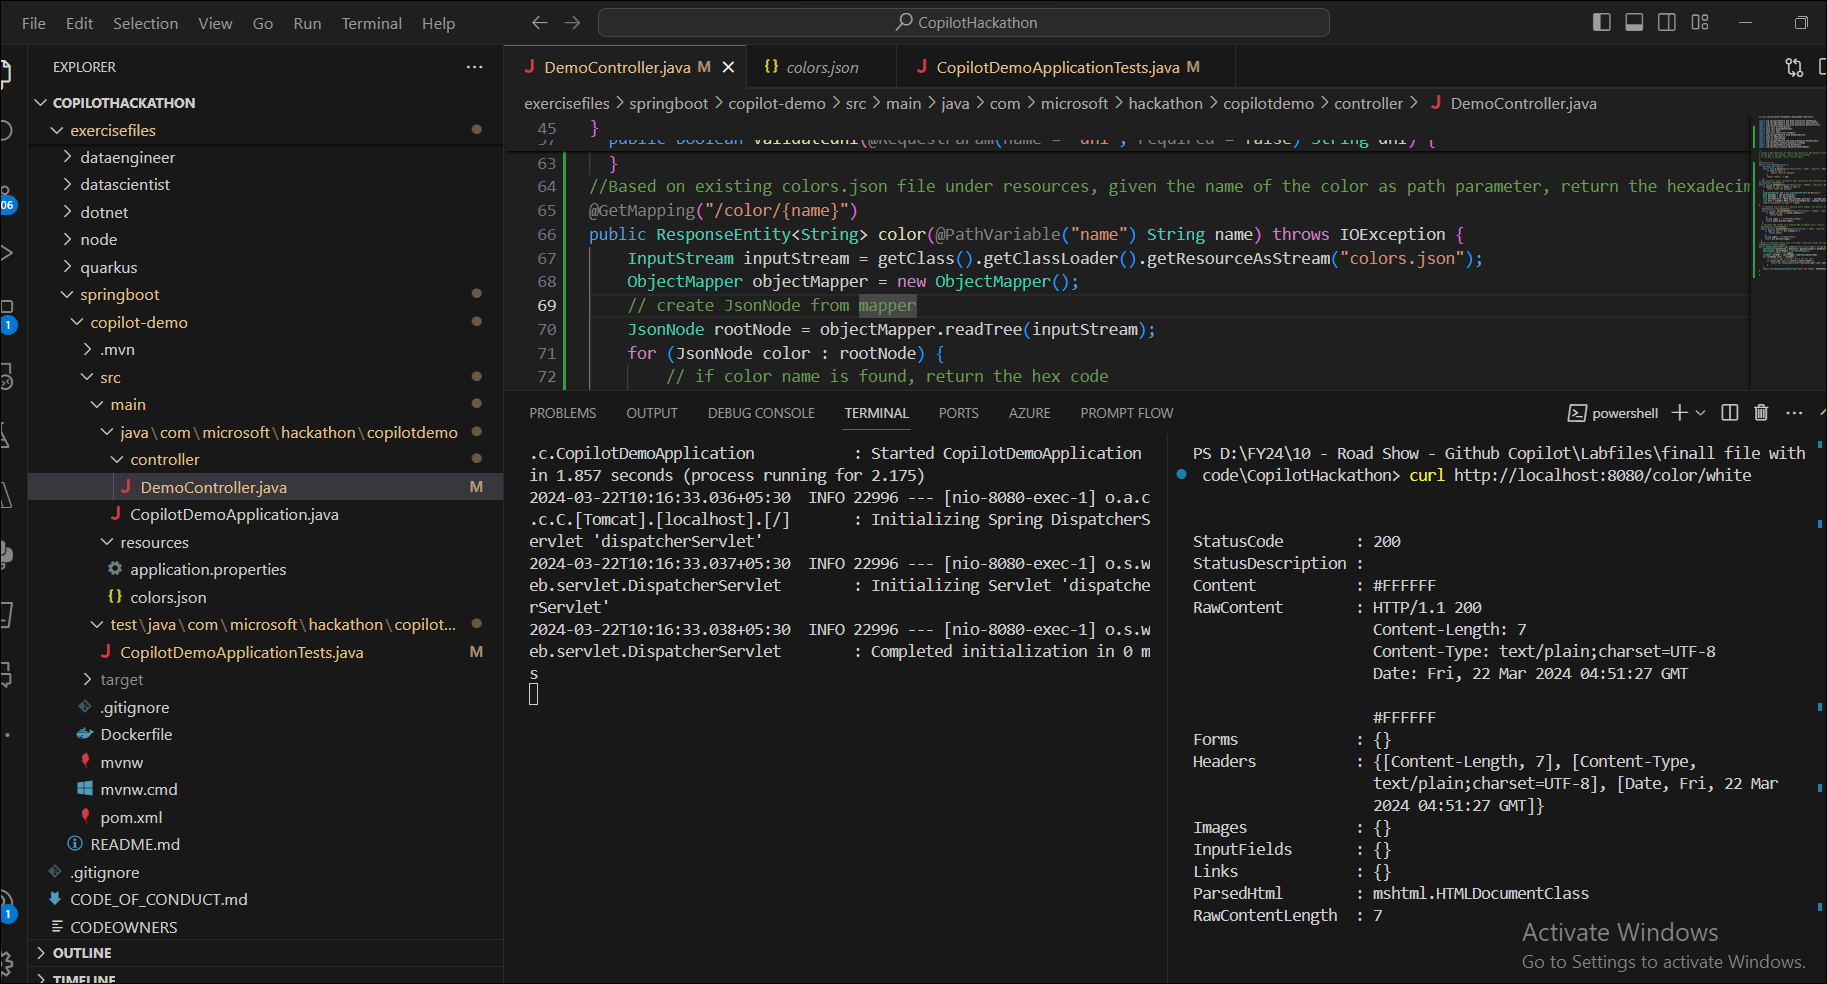 File Edit Selection View Go Run Terminal Help
CopilotHackathon
EXPLORER
COPILOTHACKATHON
exercisefiles
dataengineer
datascientist
dotnet
node
quarkus
springboot
copilot-demo
.mvn
src
main
java\com\microsoft\hackathon\copilotdemo
controller
DemoController.java M
CopilotDemoApplication.java
resources
application.properties
colors.json
test\java\com\microsoft\hackathon\copilot...
CopilotDemoApplicationTests.java M
target
.gitignore
Dockerfile
mvnw
mvnw.cmd
pom.xml
README.md
.gitignore
CODE_OF_CONDUCT.md
CODEOWNERS
OUTLINE
TIMELINE
06
1
1
DemoController.java M
colors.json
CopilotDemoApplicationTests.java M
exercisefiles > springboot > copilot-demo > src > main > java > com > microsoft > hackathon > copilotdemo > controller > DemoController.java
45 }
63 }
64 //Based on existing colors.json file under resources, given the name of the color as path parameter, return the hexadecim
65 @GetMapping("/color/{name}")
66 public ResponseEntity<String> color(@PathVariable("name") String name) throws IOException {
67 InputStream inputStream = getClass().getClassLoader().getResourceAsStream("colors.json");
68 ObjectMapper objectMapper = new ObjectMapper();
69 // create JsonNode from mapper
70 JsonNode rootNode = objectMapper.readTree(inputStream);
71 for (JsonNode color : rootNode) {
72 // if color name is found, return the hex code
PROBLEMS OUTPUT DEBUG CONSOLE TERMINAL PORTS AZURE PROMPT FLOW
powershell
.c.CopilotDemoApplication : Started CopilotDemoApplication
in 1.857 seconds (process running for 2.175)
2024-03-22T10:16:33.036+05:30 INFO 22996 --- [nio-8080-exec-1] o.a.c
.c.C.[Tomcat].[localhost].[/] : Initializing Spring DispatcherS
ervlet 'dispatcherServlet'
2024-03-22T10:16:33.037+05:30 INFO 22996 --- [nio-8080-exec-1] o.s.w
eb.servlet.DispatcherServlet : Initializing Servlet 'dispatche
rServlet'
2024-03-22T10:16:33.038+05:30 INFO 22996 --- [nio-8080-exec-1] o.s.w
eb.servlet.DispatcherServlet : Completed initialization in 0 m
s
PS D:\FY24\10 - Road Show - Github Copilot\Labfiles\finall file with
code\CopilotHackathon> curl http://localhost:8080/color/white
StatusCode : 200
StatusDescription :
Content : #FFFFFF
RawContent : HTTP/1.1 200
Content-Length: 7
Content-Type: text/plain;charset=UTF-8
Date: Fri, 22 Mar 2024 04:51:27 GMT
#FFFFFF
Forms : {}
Headers : {[Content-Length, 7], [Content-Type,
text/plain;charset=UTF-8], [Date, Fri, 22 Mar
2024 04:51:27 GMT]}
Images : {}
InputFields : {}
Links : {}
ParsedHtml : mshtml.HTMLDocumentClass
RawContentLength : 7
Activate Windows
Go to Settings to activate Windows.